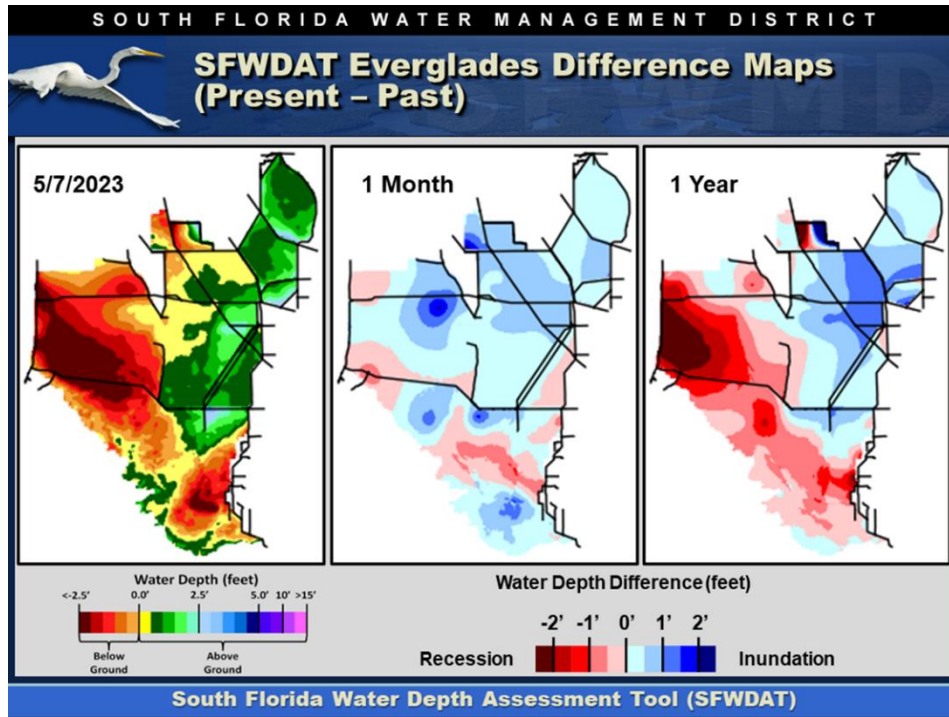 SOUTH FLORIDA WATER MANAGEMENT DISTRICT
SFWDAT Everglades Difference Maps
(Present – Past)
SFWMD
5/7/2023
1 Month
1 Year
Water Depth (feet)
<-2.5' 0.0' 2.5' 5.0' 10' >15'
Below
Ground
Above
Ground
Water Depth Difference (feet)
-2' -1' 0' 1' 2'
Recession
Inundation
South Florida Water Depth Assessment Tool (SFWDAT)